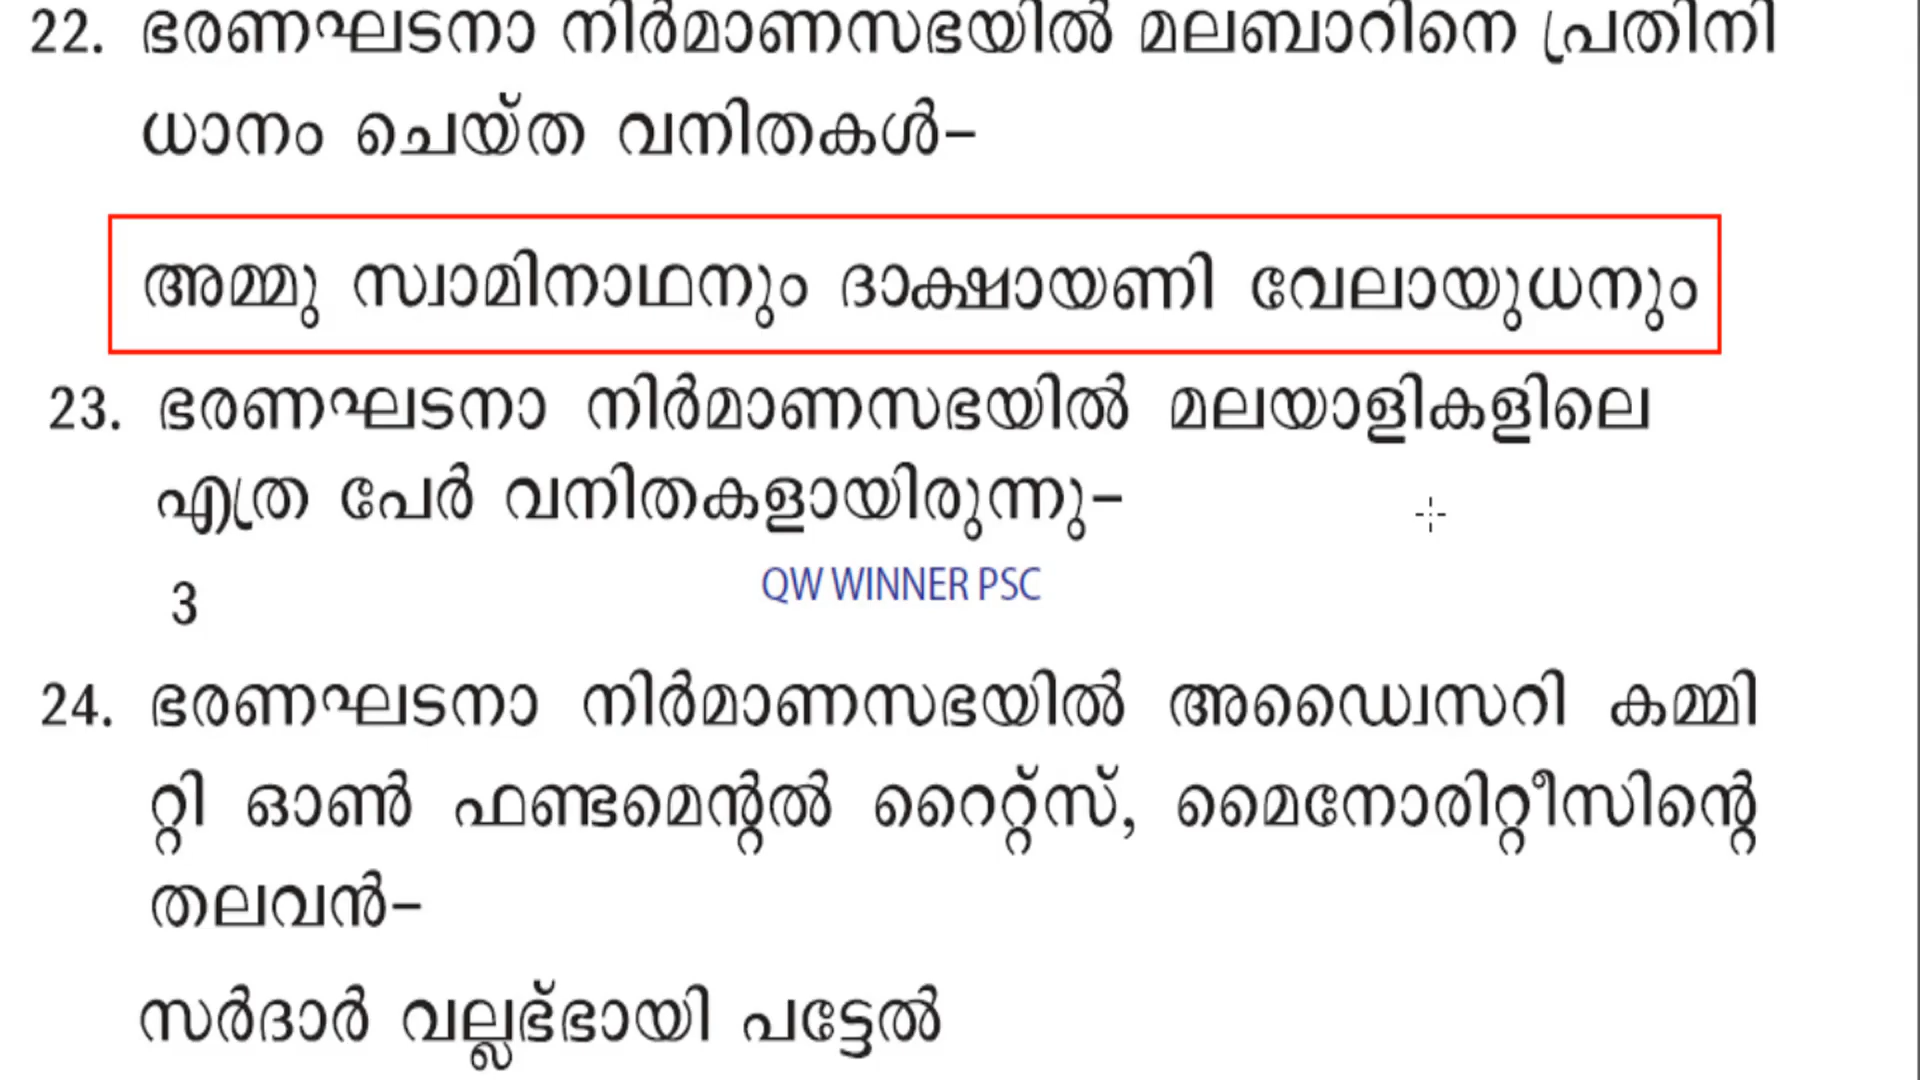 22. ഭരണഘടനാ നിർമാണസഭയിൽ മലബാറിനെ പ്രതിനി
ധാനം ചെയ്ത വനിതകൾ-
അമ്മു സ്വാമിനാഥനും ദാക്ഷായണി വേലായുധനും
23. ഭരണഘടനാ നിർമാണസഭയിൽ മലയാളികളിലെ
എത്ര പേർ വനിതകളായിരുന്നു-
QW WINNER PSC
3
24. ഭരണഘടനാ നിർമാണസഭയിൽ അഡ്വൈസറി കമ്മി
റ്റി ഓൺ ഫണ്ടമെന്റൽ റൈറ്റ്സ്, മൈനോരിറ്റീസിന്റെ
തലവൻ-
സർദാർ വല്ലഭ്ഭായി പട്ടേൽ